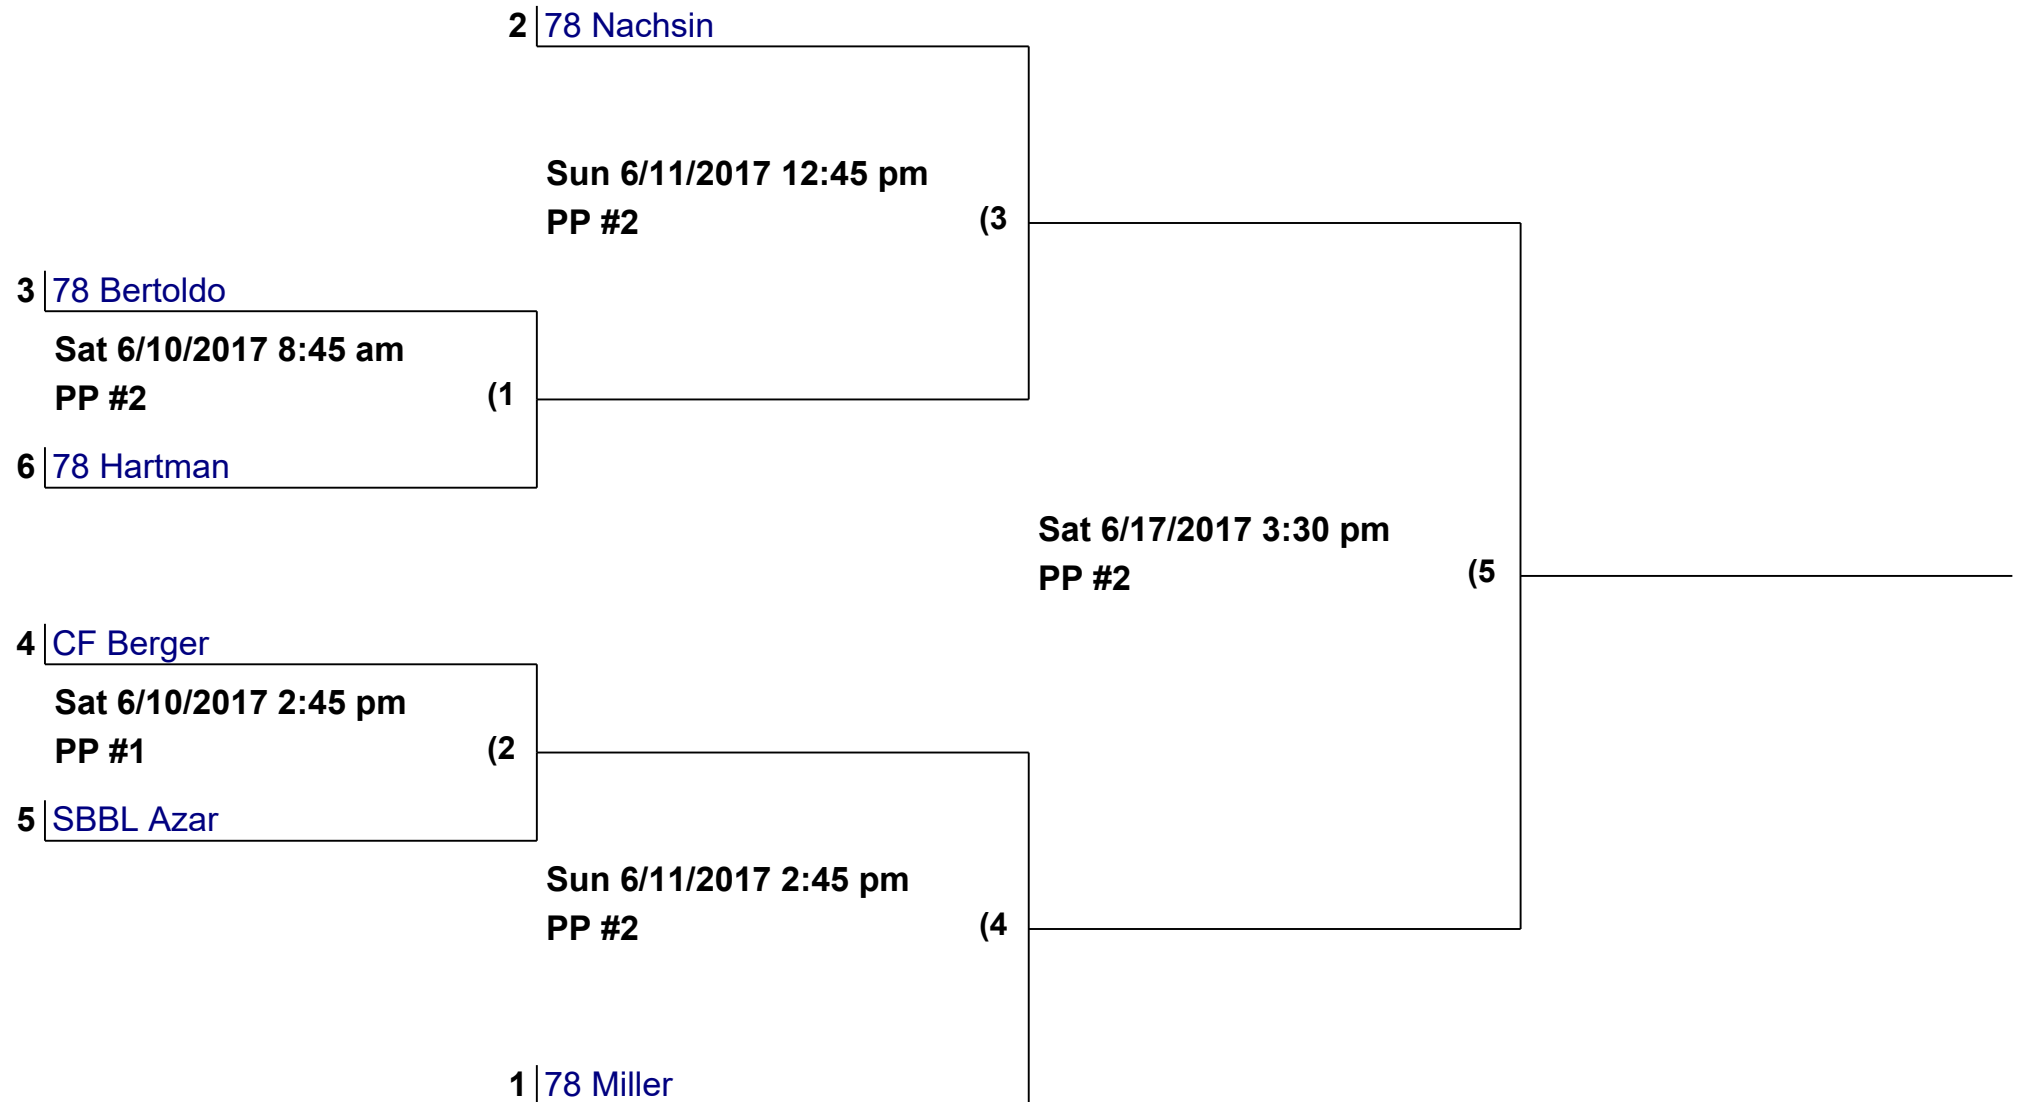 2 78 Nachsin
Sun 6/11/2017 12:45 pm
PP #2 (3
3 78 Bertoldo
Sat 6/10/2017 8:45 am
PP #2 (1
6 78 Hartman
Sat 6/17/2017 3:30 pm
PP #2 (5
4 CF Berger
Sat 6/10/2017 2:45 pm
PP #1 (2
5 SBBL Azar
Sun 6/11/2017 2:45 pm
PP #2 (4
1 78 Miller